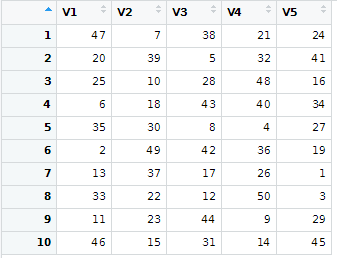 V1 V2 V3 V4 V5
1 47 7 38 21 24
2 20 39 5 32 41
3 25 10 28 48 16
4 6 18 43 40 34
5 35 30 8 4 27
6 2 49 42 36 19
7 13 37 17 26 1
8 33 22 12 50 3
9 11 23 44 9 29
10 46 15 31 14 45